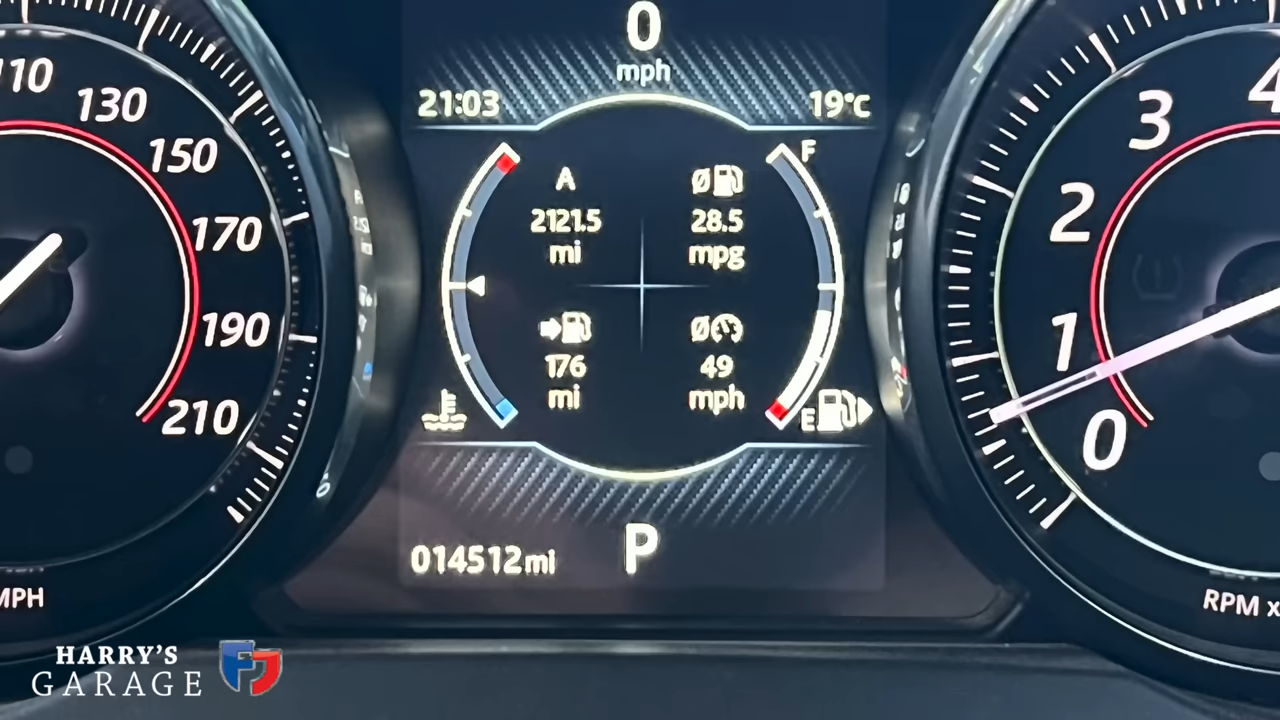 0
mph
21:03
19°C
110
130
150
170
190
210
MPH
A
2121.5
mi
Ø
28.5
mpg
176
mi
Ø
49
mph
F
E
014512mi
P
4
3
2
1
0
RPM x
HARRY'S
GARAGE